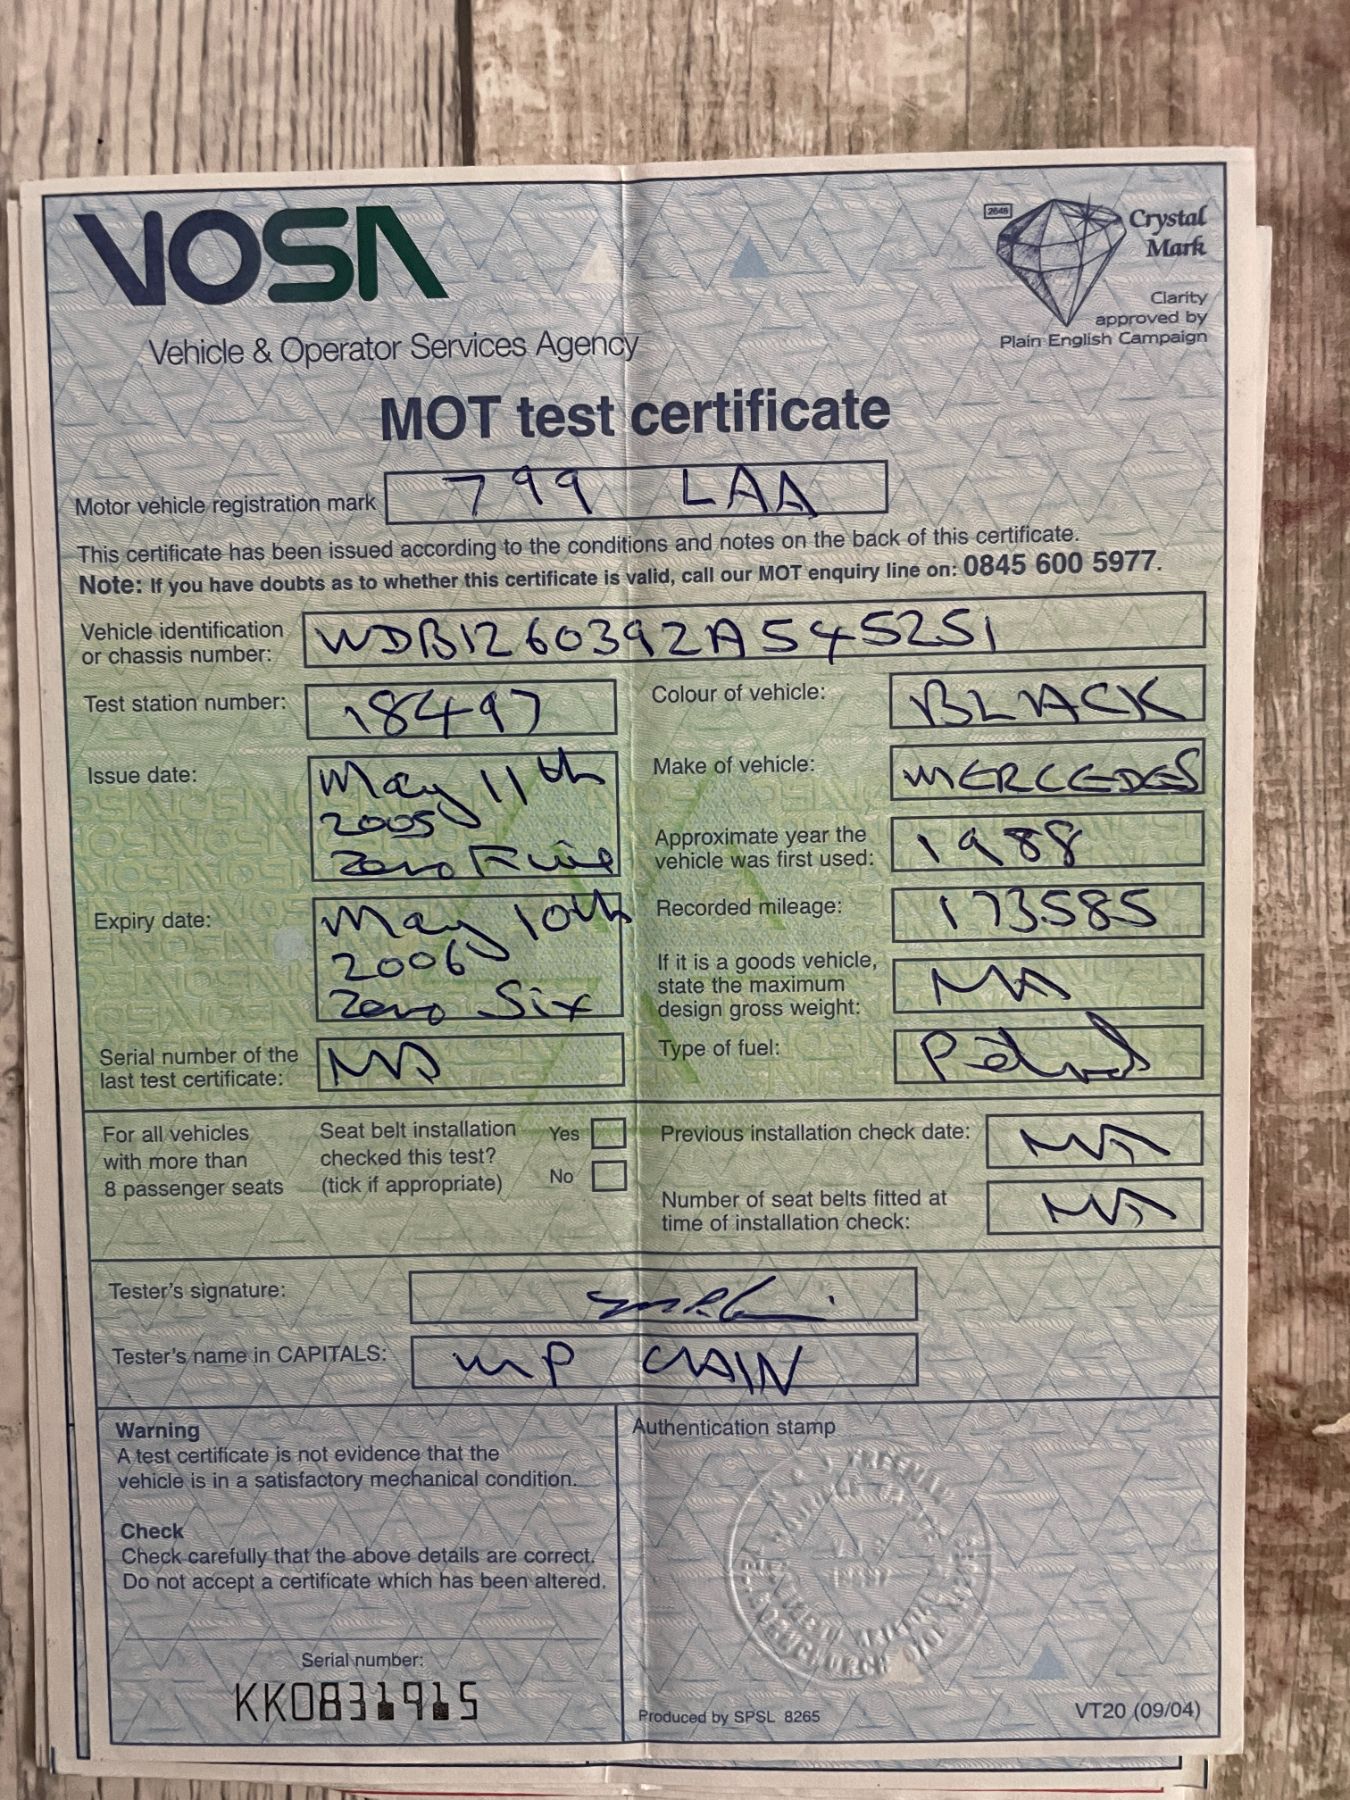 VOSA
Vehicle & Operator Services Agency
2646
Crystal
Mark
Clarity
approved by
Plain English Campaign
MOT test certificate
Motor vehicle registration mark 799 LAA
This certificate has been issued according to the conditions and notes on the back of this certificate.
Note: If you have doubts as to whether this certificate is valid, call our MOT enquiry line on: 0845 600 5977.
Vehicle identification
or chassis number: WDB1260392A545251
Test station number: 18497
Colour of vehicle: BLACK
Issue date: May 11th
2005
Zero Five
Make of vehicle: MERCEDES
Approximate year the
vehicle was first used: 1988
Expiry date: May 10th
2006
Zero Six
Recorded mileage: 173585
If it is a goods vehicle,
state the maximum
design gross weight: NA
Serial number of the
last test certificate: NA
Type of fuel: Petrol
For all vehicles
with more than
8 passenger seats
Seat belt installation
checked this test?
(tick if appropriate)
Yes
No
Previous installation check date: NA
Number of seat belts fitted at
time of installation check: NA
Tester's signature:
Tester's name in CAPITALS: MP CRAIN
Warning
A test certificate is not evidence that the
vehicle is in a satisfactory mechanical condition.
Check
Check carefully that the above details are correct.
Do not accept a certificate which has been altered.
Serial number:
KK0831915
Authentication stamp
Produced by SPSL 8265
VT20 (09/04)